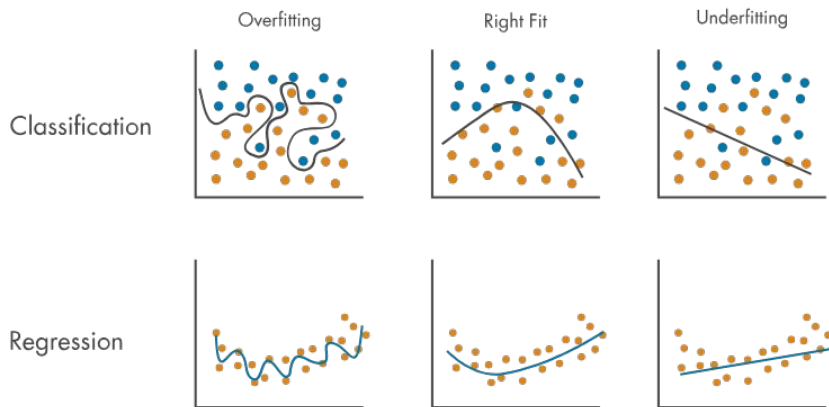 Overfitting
Right Fit
Underfitting
Classification
Regression